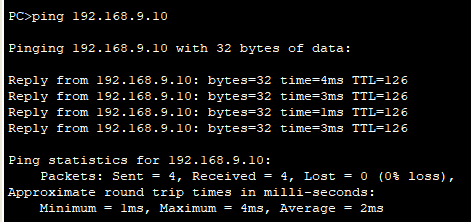 PC>ping 192.168.9.10
Pinging 192.168.9.10 with 32 bytes of data:
Reply from 192.168.9.10: bytes=32 time=4ms TTL=126
Reply from 192.168.9.10: bytes=32 time=3ms TTL=126
Reply from 192.168.9.10: bytes=32 time=1ms TTL=126
Reply from 192.168.9.10: bytes=32 time=3ms TTL=126
Ping statistics for 192.168.9.10:
Packets: Sent = 4, Received = 4, Lost = 0 (0% loss),
Approximate round trip times in milli-seconds:
Minimum = 1ms, Maximum = 4ms, Average = 2ms